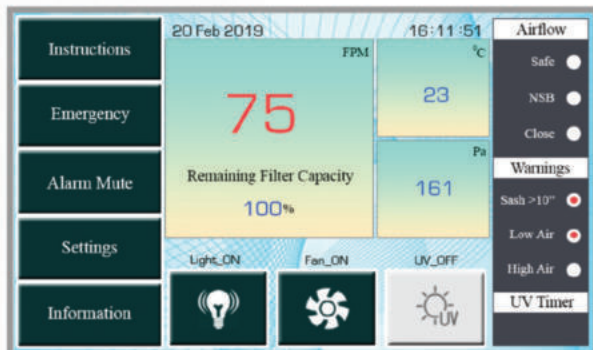 Instructions
Emergency
Alarm Mute
Settings
Information
20 Feb 2019
16:11:51
FPM
75
Remaining Filter Capacity
100%
°C
23
Pa
161
Light_ON
Fan_ON
UV_OFF
UV
Airflow
Safe
NSB
Close
Warnings
Sash >10"
Low Air
High Air
UV Timer